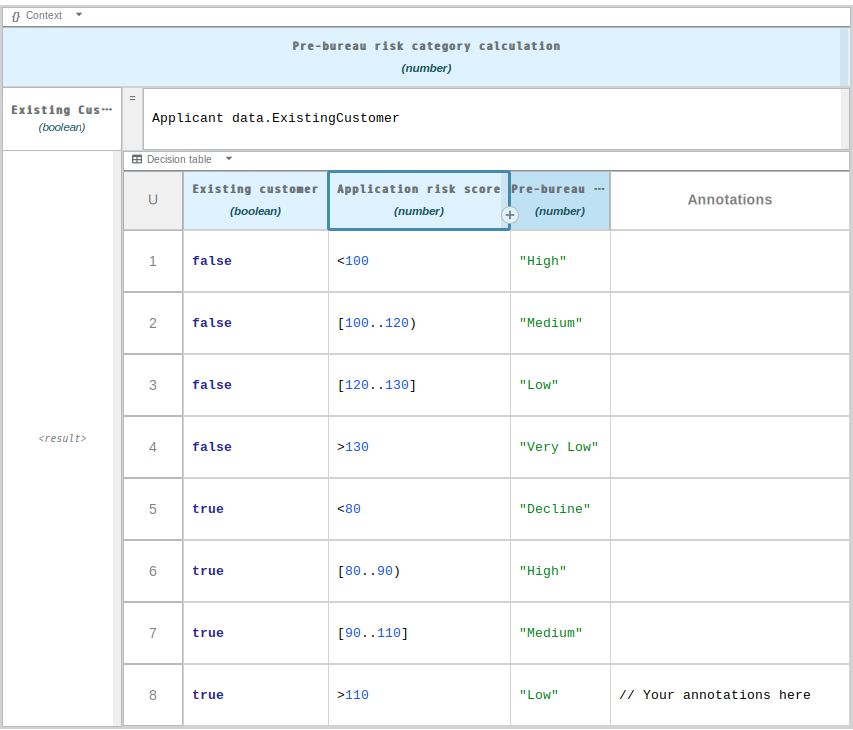 {} Context
Pre-bureau risk category calculation
(number)
Existing Cus…
(boolean)
=
Applicant data.ExistingCustomer
Decision table
U
Existing customer
(boolean)
Application risk score
(number)
+
Pre-bureau …
(number)
Annotations
<result>
1 false <100 "High"
2 false [100..120) "Medium"
3 false [120..130] "Low"
4 false >130 "Very Low"
5 true <80 "Decline"
6 true [80..90) "High"
7 true [90..110] "Medium"
8 true >110 "Low" // Your annotations here